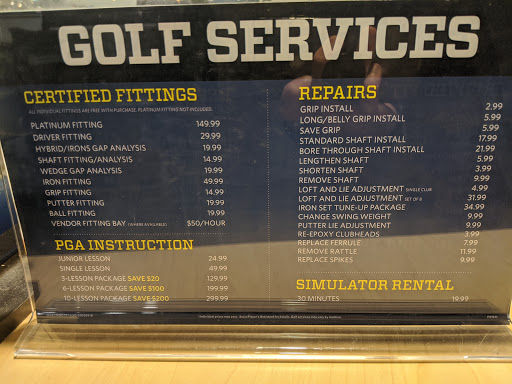 GOLF SERVICES
CERTIFIED FITTINGS
ALL INDIVIDUAL FITTINGS ARE FREE WITH PURCHASE. PLATINUM FITTING NOT INCLUDED.
PLATINUM FITTING 149.99
DRIVER FITTING 29.99
HYBRID/IRONS GAP ANALYSIS 19.99
SHAFT FITTING/ANALYSIS 14.99
WEDGE GAP ANALYSIS 19.99
IRON FITTING 49.99
GRIP FITTING 14.99
PUTTER FITTING 19.99
BALL FITTING 19.99
VENDOR FITTING BAY (WHERE AVAILABLE) $50/HOUR
PGA INSTRUCTION
JUNIOR LESSON 24.99
SINGLE LESSON 49.99
3-LESSON PACKAGE SAVE $20 129.99
6-LESSON PACKAGE SAVE $100 199.99
10-LESSON PACKAGE SAVE $200 299.99
REPAIRS
GRIP INSTALL 2.99
LONG/BELLY GRIP INSTALL 5.99
SAVE GRIP 5.99
STANDARD SHAFT INSTALL 17.99
BORE THROUGH SHAFT INSTALL 21.99
LENGTHEN SHAFT 5.99
SHORTEN SHAFT 3.99
REMOVE SHAFT 9.99
LOFT AND LIE ADJUSTMENT SINGLE CLUB 4.99
LOFT AND LIE ADJUSTMENT SET OF 8 31.99
IRON SET TUNE-UP PACKAGE 34.99
CHANGE SWING WEIGHT 9.99
PUTTER LIE ADJUSTMENT 9.99
RE-EPOXY CLUBHEADS 3.99
REPLACE FERRULE 7.99
REMOVE RATTLE 11.99
REPLACE SPIKES 9.99
SIMULATOR RENTAL
30 MINUTES 19.99